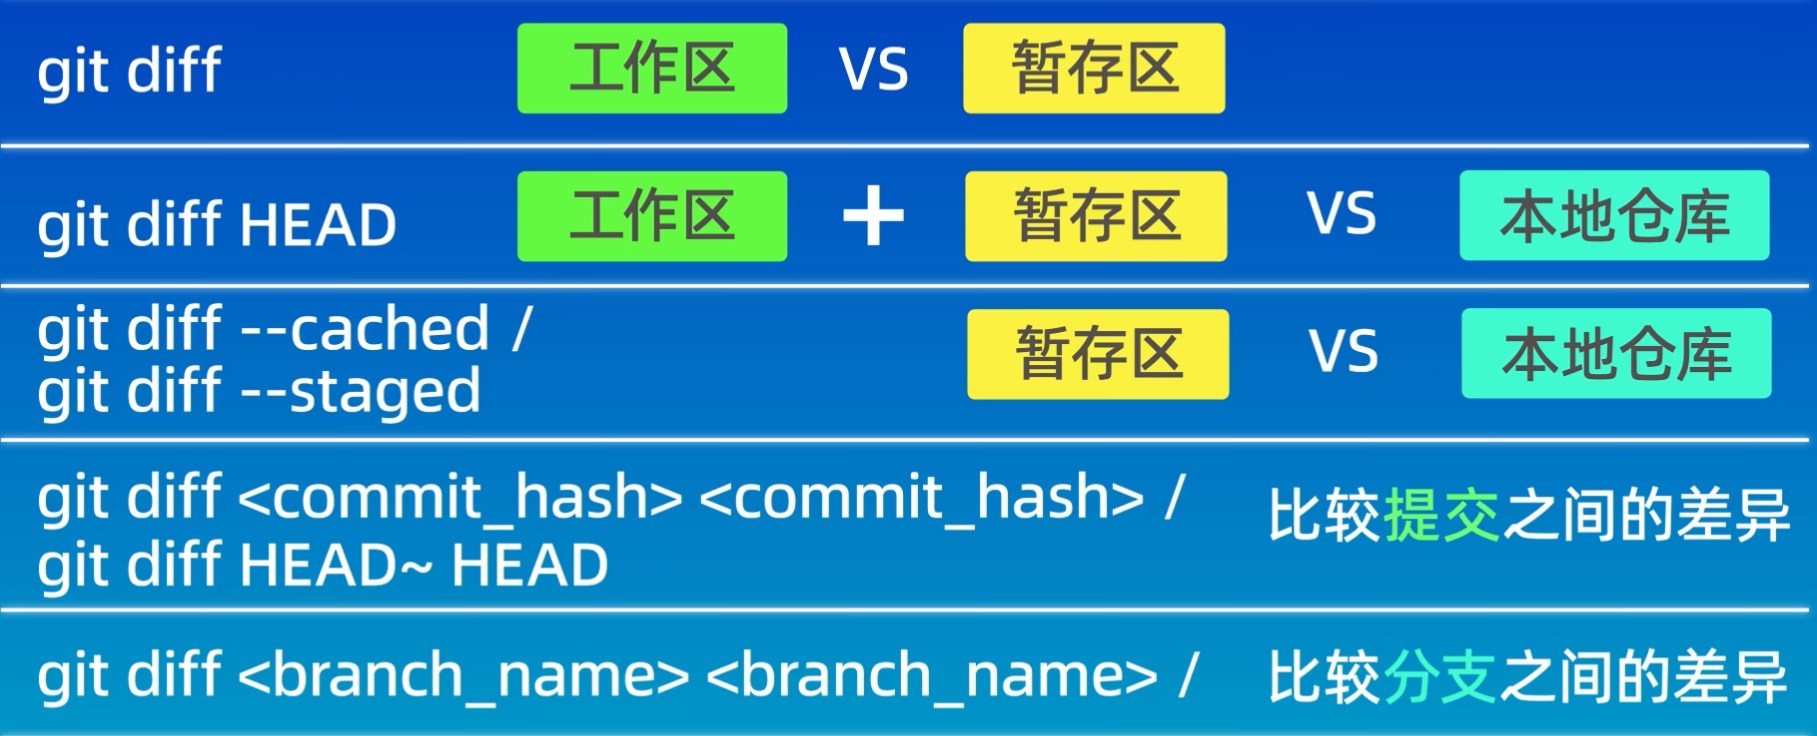 git diff 工作区 VS 暂存区
git diff HEAD 工作区 + 暂存区 VS 本地仓库
git diff --cached /
git diff --staged 暂存区 VS 本地仓库
git diff <commit_hash> <commit_hash> /
git diff HEAD~ HEAD 比较提交之间的差异
git diff <branch_name> <branch_name> / 比较分支之间的差异